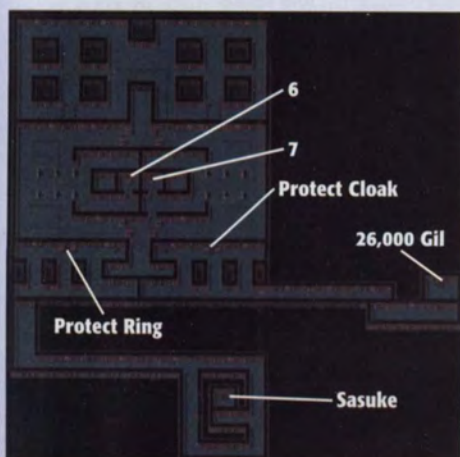 6
7
Protect Cloak
26,000 Gil
Protect Ring
Sasuke